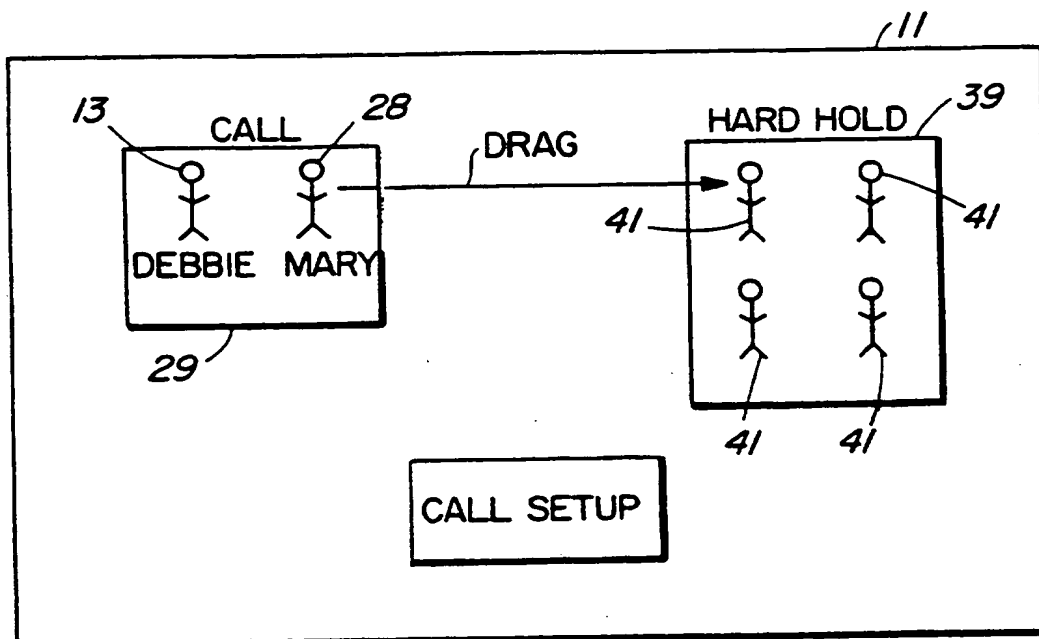 11
13
CALL
28
DRAG
HARD HOLD
39
41
41
DEBBIE MARY
29
41
41
CALL SETUP